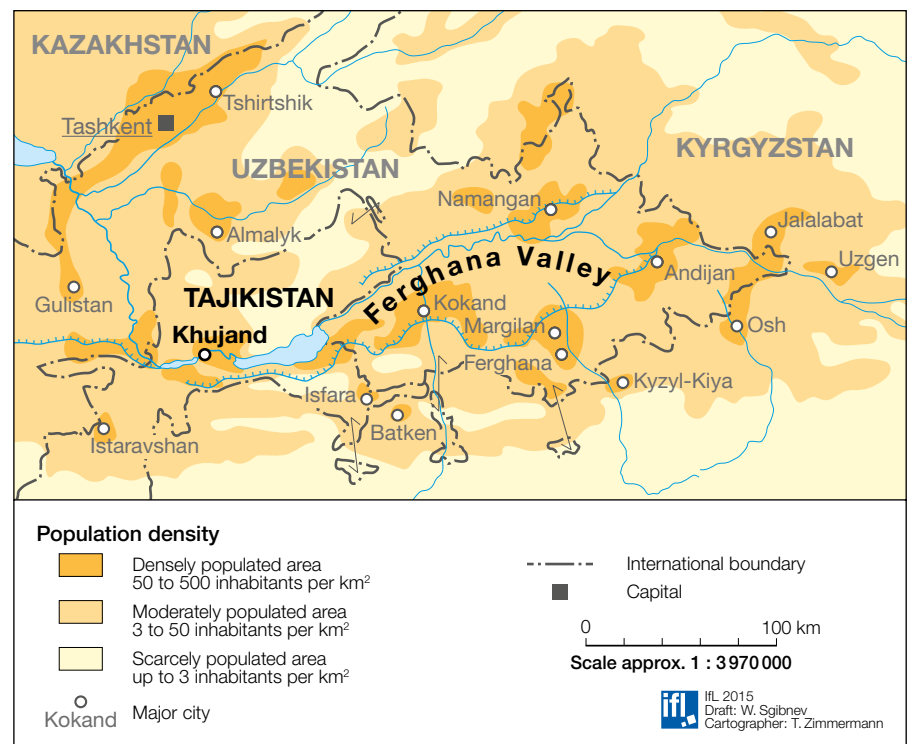 KAZAKHSTAN
Tshirtshik
Tashkent
UZBEKISTAN
KYRGYZSTAN
Namangan
Jalalabat
Almalyk
Ferghana Valley
Andijan
Uzgen
Gulistan
TAJIKISTAN
Kokand
Khujand
Margilan
Osh
Ferghana
Isfara
Kyzyl-Kiya
Batken
Istaravshan
Population density
Densely populated area
50 to 500 inhabitants per km²
Moderately populated area
3 to 50 inhabitants per km²
Scarcely populated area
up to 3 inhabitants per km²
Kokand Major city
International boundary
Capital
0 100 km
Scale approx. 1 : 3 970 000
ifl
IfL 2015
Draft: W. Sgibnev
Cartographer: T. Zimmermann